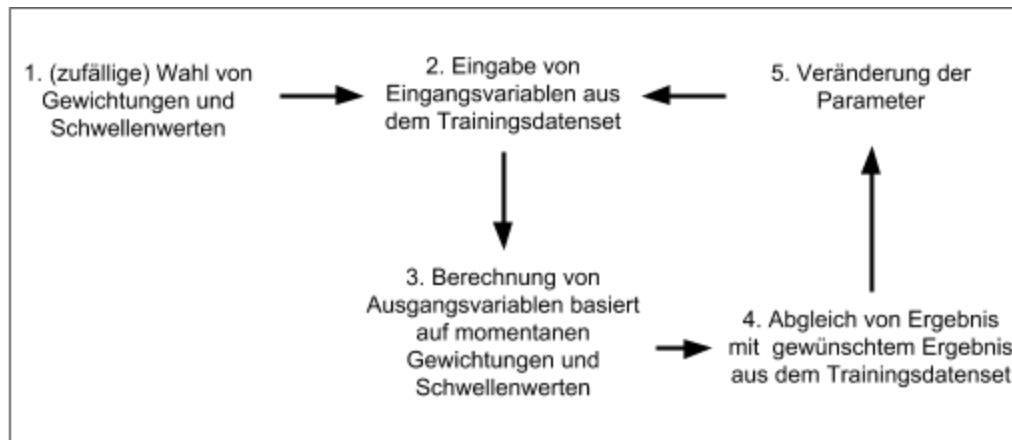 1. (zufällige) Wahl von
Gewichtungen und
Schwellenwerten
2. Eingabe von
Eingangsvariablen aus
dem Trainingsdatenset
3. Berechnung von
Ausgangsvariablen basiert
auf momentanen
Gewichtungen und
Schwellenwerten
4. Abgleich von Ergebnis
mit gewünschtem Ergebnis
aus dem Trainingsdatenset
5. Veränderung der
Parameter